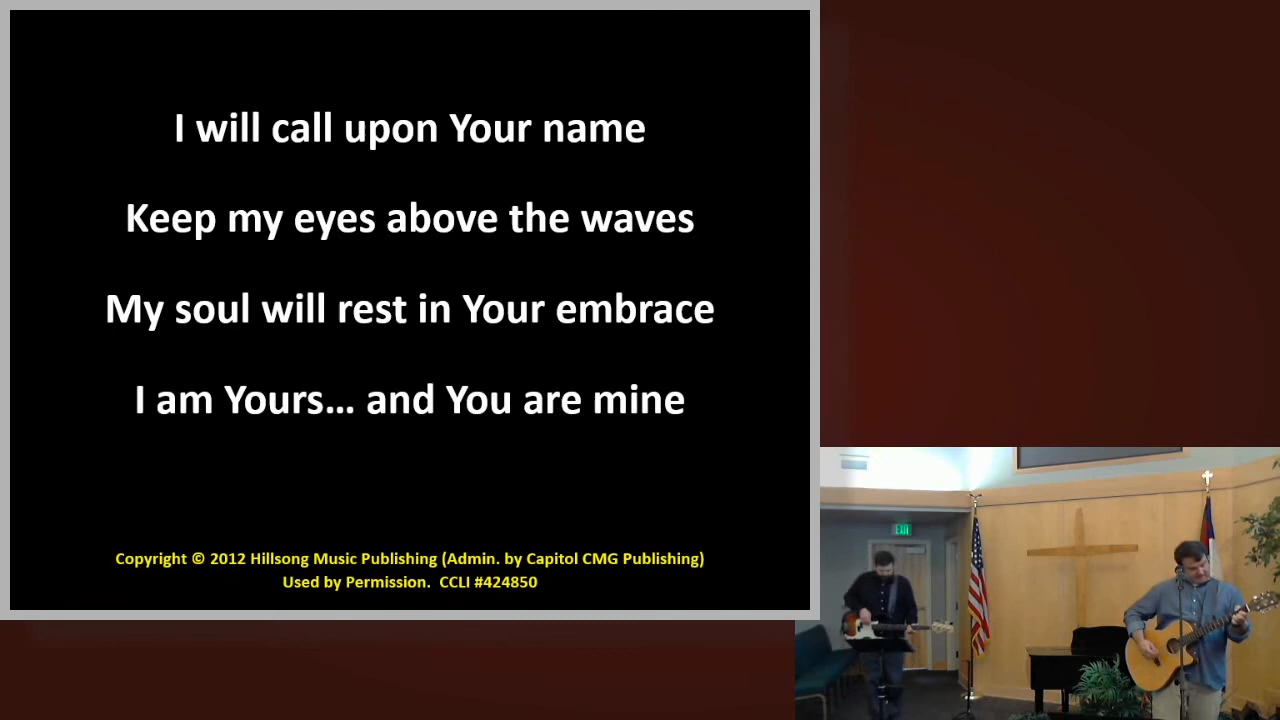 I will call upon Your name
Keep my eyes above the waves
My soul will rest in Your embrace
I am Yours… and You are mine
Copyright © 2012 Hillsong Music Publishing (Admin. by Capitol CMG Publishing)
Used by Permission.  CCLI #424850
EXIT